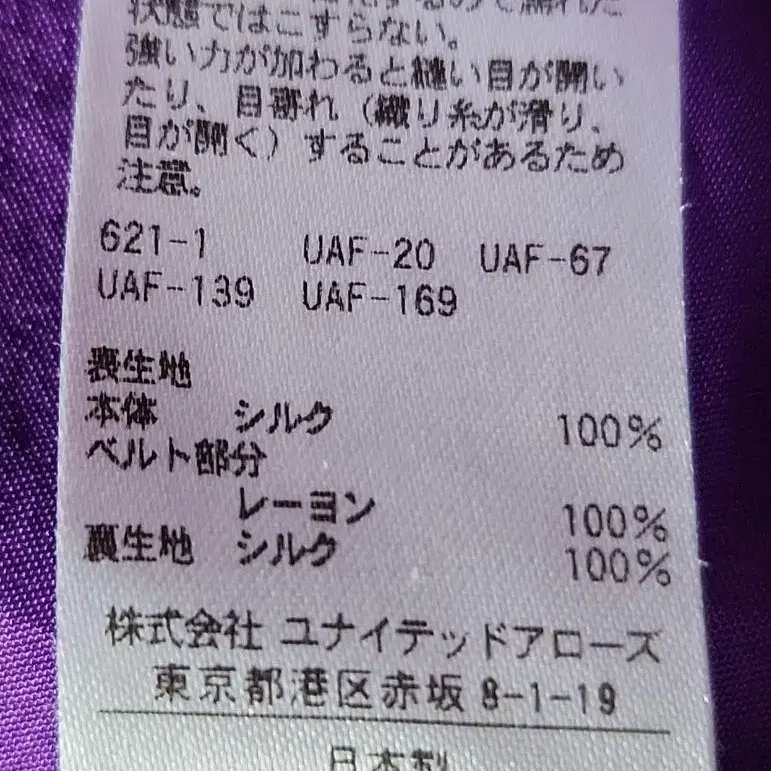 状態ではこすらない。
強い力が加わると縫い目が開い
たり、目寄れ（織り糸が滑り、
目が開く）することがあるため
注意。
621-1 UAF-20 UAF-67
UAF-139 UAF-169
表生地
本体 シルク 100%
ベルト部分
レーヨン 100%
裏生地 シルク 100%
株式会社 ユナイテッドアローズ
東京都港区赤坂 8-1-19
日本製